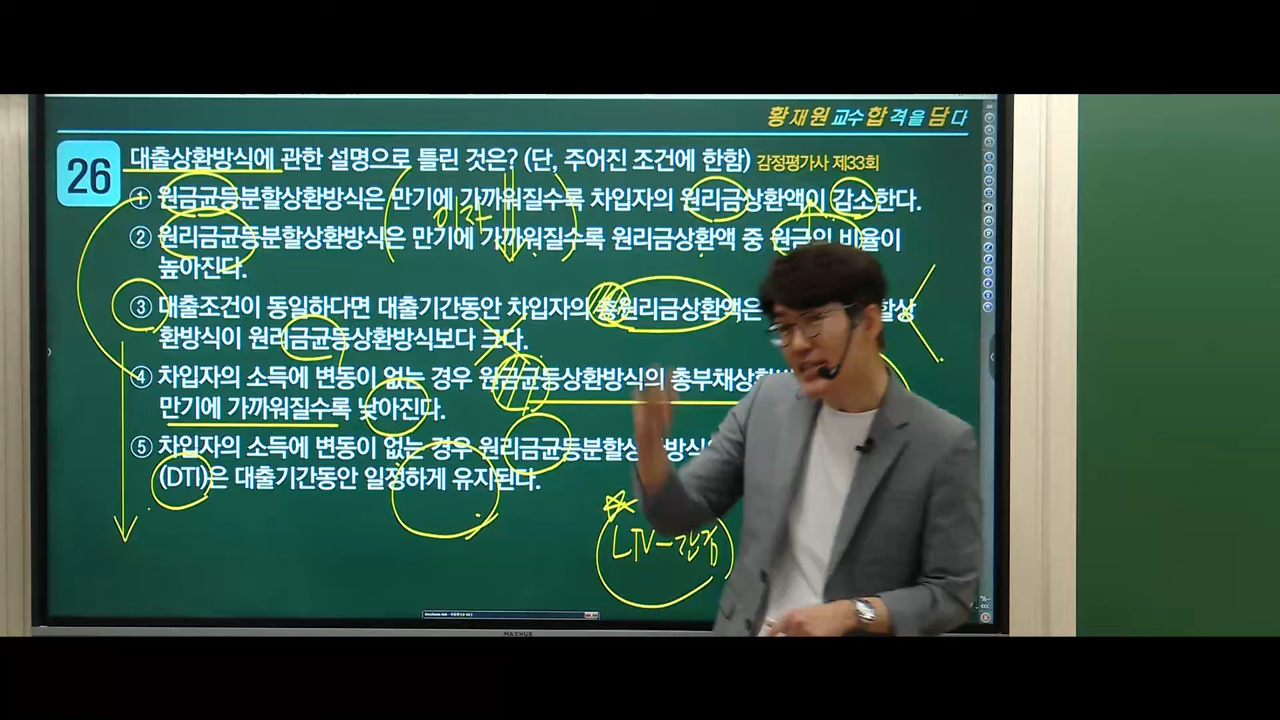 황재원 교수 합격을 담다
26 대출상환방식에 관한 설명으로 틀린 것은? (단, 주어진 조건에 한함) 감정평가사 제33회
① 원금균등분할상환방식은 만기에 가까워질수록 차입자의 원리금상환액이 감소한다.
② 원리금균등분할상환방식은 만기에 가까워질수록 원리금상환액 중 원금의 비율이
높아진다.
③ 대출조건이 동일하다면 대출기간동안 차입자의 총원리금상환액은 할상
환방식이 원리금균등상환방식보다 크다.
④ 차입자의 소득에 변동이 없는 경우 원금균등상환방식의 총부채상환
만기에 가까워질수록 낮아진다.
⑤ 차입자의 소득에 변동이 없는 경우 원리금균등분할상환방식의
(DTI)은 대출기간동안 일정하게 유지된다.
이자
LTV
MAXHUB